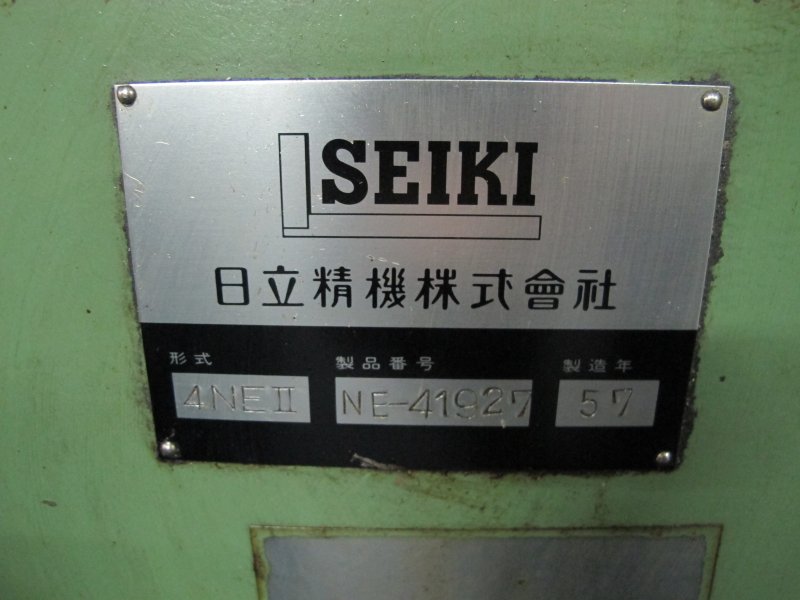 SEIKI
日立精機株式會社
形式 製品番号 製造年
4NEII NE-41927 57